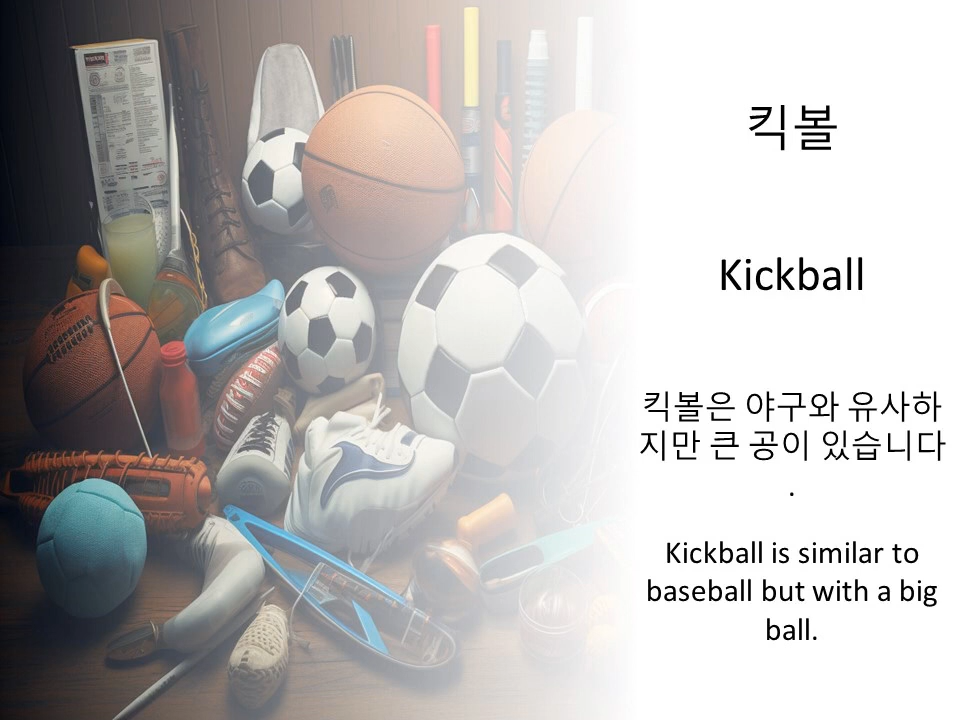 킥볼
Kickball
킥볼은 야구와 유사하
지만 큰 공이 있습니다
.
Kickball is similar to
baseball but with a big
ball.